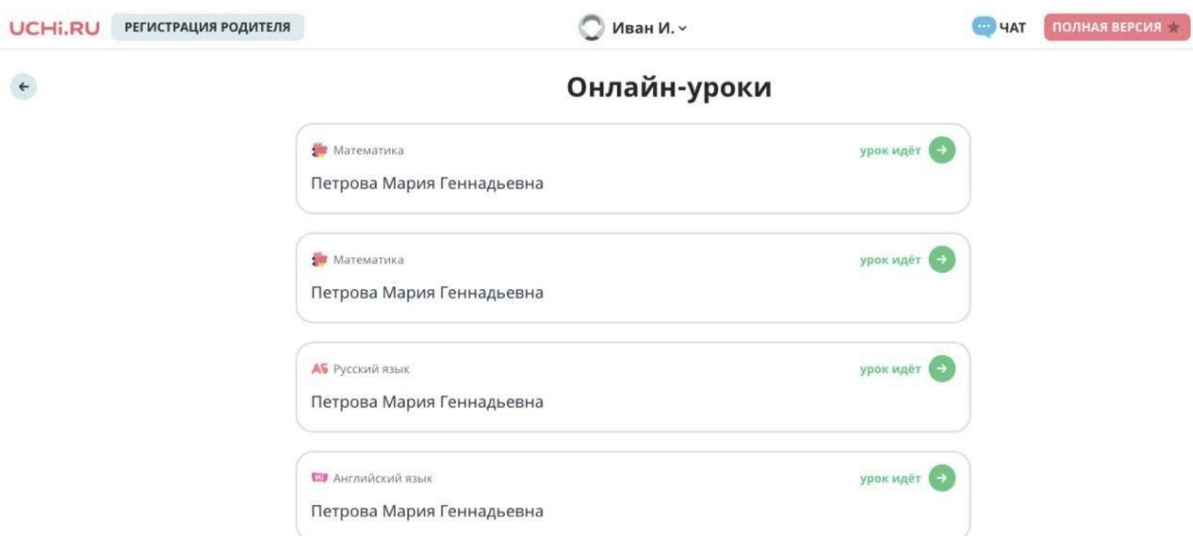 UCHi.RU РЕГИСТРАЦИЯ РОДИТЕЛЯ Иван И. ЧАТ ПОЛНАЯ ВЕРСИЯ
Онлайн-уроки
Математика урок идёт
Петрова Мария Геннадьевна
Математика урок идёт
Петрова Мария Геннадьевна
АБ Русский язык урок идёт
Петрова Мария Геннадьевна
Hi Английский язык урок идёт
Петрова Мария Геннадьевна